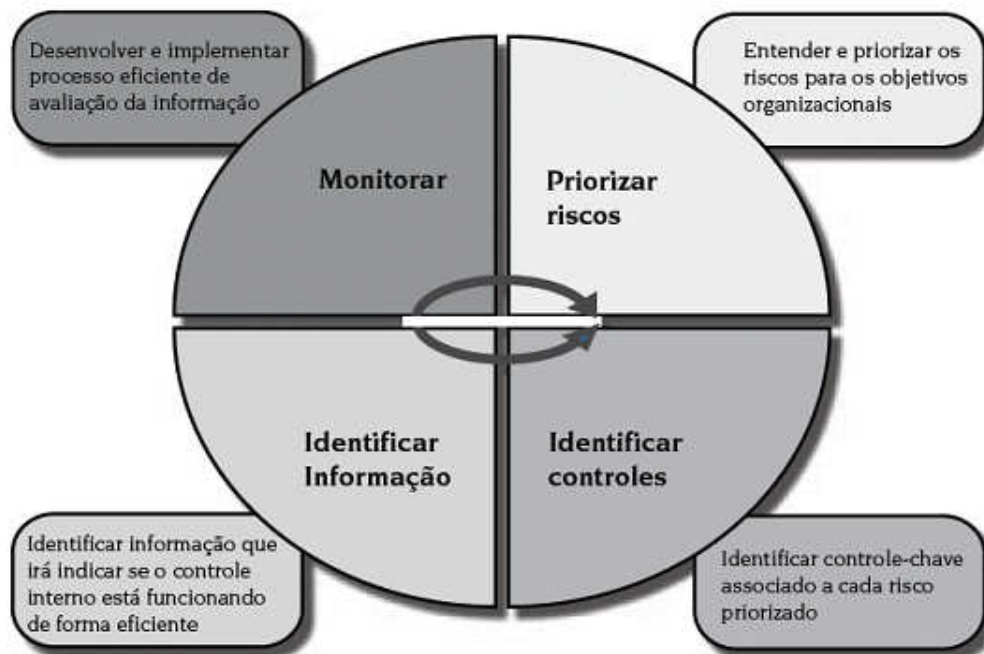 Desenvolver e implementar
processo eficiente de
avaliação da informação
Entender e priorizar os
riscos para os objetivos
organizacionais
Monitorar
Priorizar
riscos
Identificar
Informação
Identificar
controles
Identificar informação que
irá indicar se o controle
interno está funcionando
de forma eficiente
Identificar controle-chave
associado a cada risco
priorizado